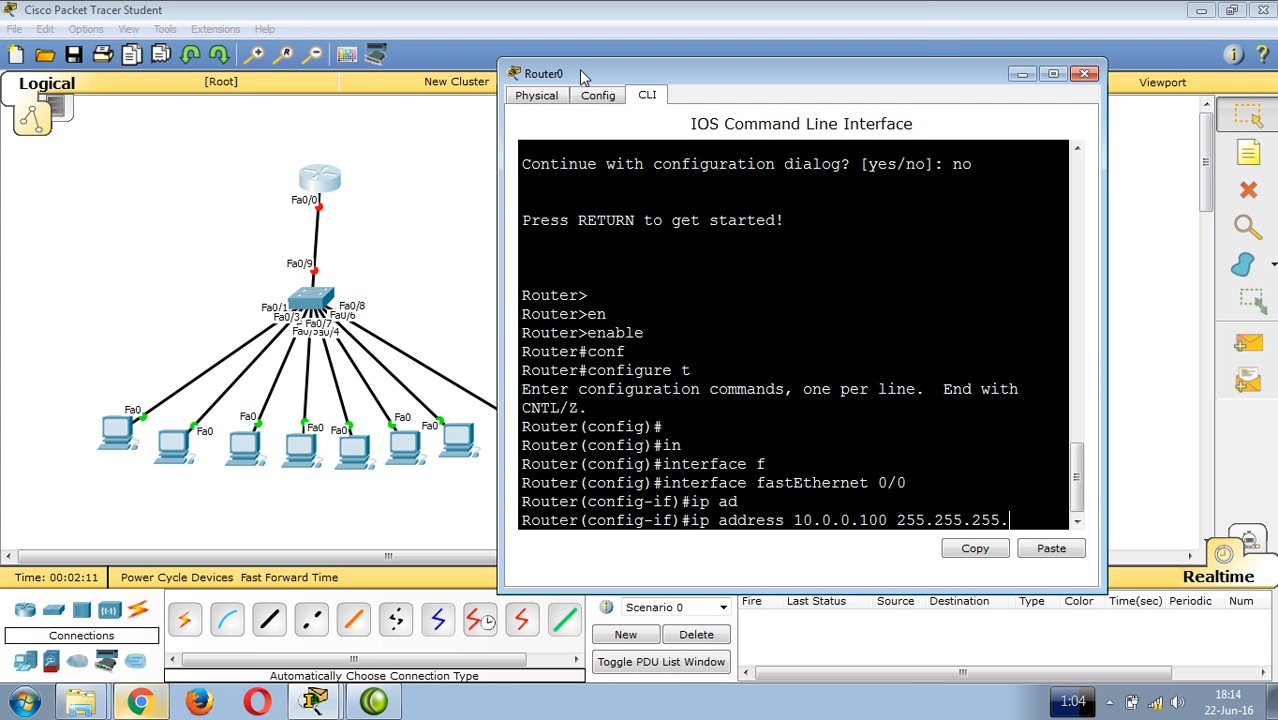 Cisco Packet Tracer Student
File Edit Options View Tools Extensions Help
Logical [Root] New Cluster Viewport
Router0
Physical Config CLI
IOS Command Line Interface
Continue with configuration dialog? [yes/no]: no
Press RETURN to get started!
Router>
Router>en
Router>enable
Router#conf
Router#configure t
Enter configuration commands, one per line. End with
CNTL/Z.
Router(config)#
Router(config)#in
Router(config)#interface f
Router(config)#interface fastEthernet 0/0
Router(config-if)#ip ad
Router(config-if)#ip address 10.0.0.100 255.255.255.
Copy Paste
Fa0/0
Fa0/9
Fa0/8
Fa0/6
Fa0/7
Fa0 Fa0 Fa0 Fa0 Fa0 Fa0 Fa0
Time: 00:02:11 Power Cycle Devices Fast Forward Time Realtime
Scenario 0
New Delete
Toggle PDU List Window
Fire Last Status Source Destination Type Color Time(sec) Periodic Num
Connections
Automatically Choose Connection Type
1:04
18:14
22-Jun-16